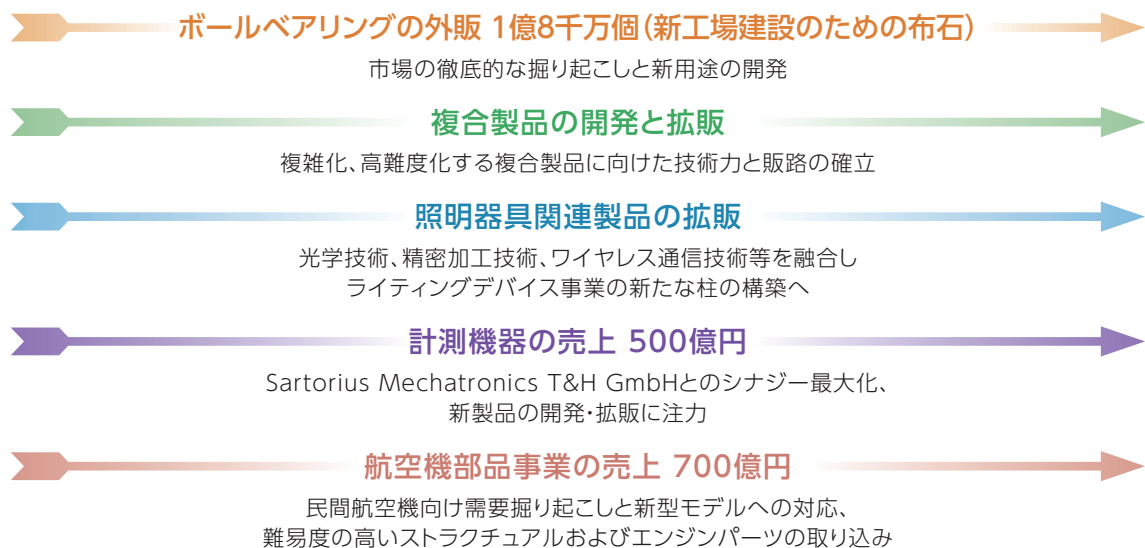 ボールベアリングの外販 1億8千万個（新工場建設のための布石）
市場の徹底的な掘り起こしと新用途の開発
複合製品の開発と拡販
複雑化、高難度化する複合製品に向けた技術力と販路の確立
照明器具関連製品の拡販
光学技術、精密加工技術、ワイヤレス通信技術等を融合し
ライティングデバイス事業の新たな柱の構築へ
計測機器の売上 500億円
Sartorius Mechatronics T&H GmbHとのシナジー最大化、
新製品の開発・拡販に注力
航空機部品事業の売上 700億円
民間航空機向け需要掘り起こしと新型モデルへの対応、
難易度の高いストラクチュアルおよびエンジンパーツの取り込み